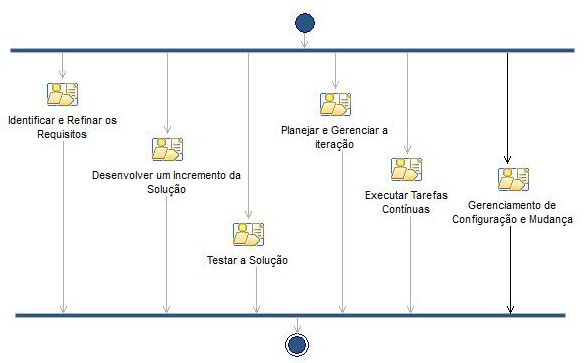 Identificar e Refinar os
Requisitos
Desenvolver um Incremento da
Solução
Testar a Solução
Planejar e Gerenciar a
iteração
Executar Tarefas
Contínuas
Gerenciamento de
Configuração e Mudança